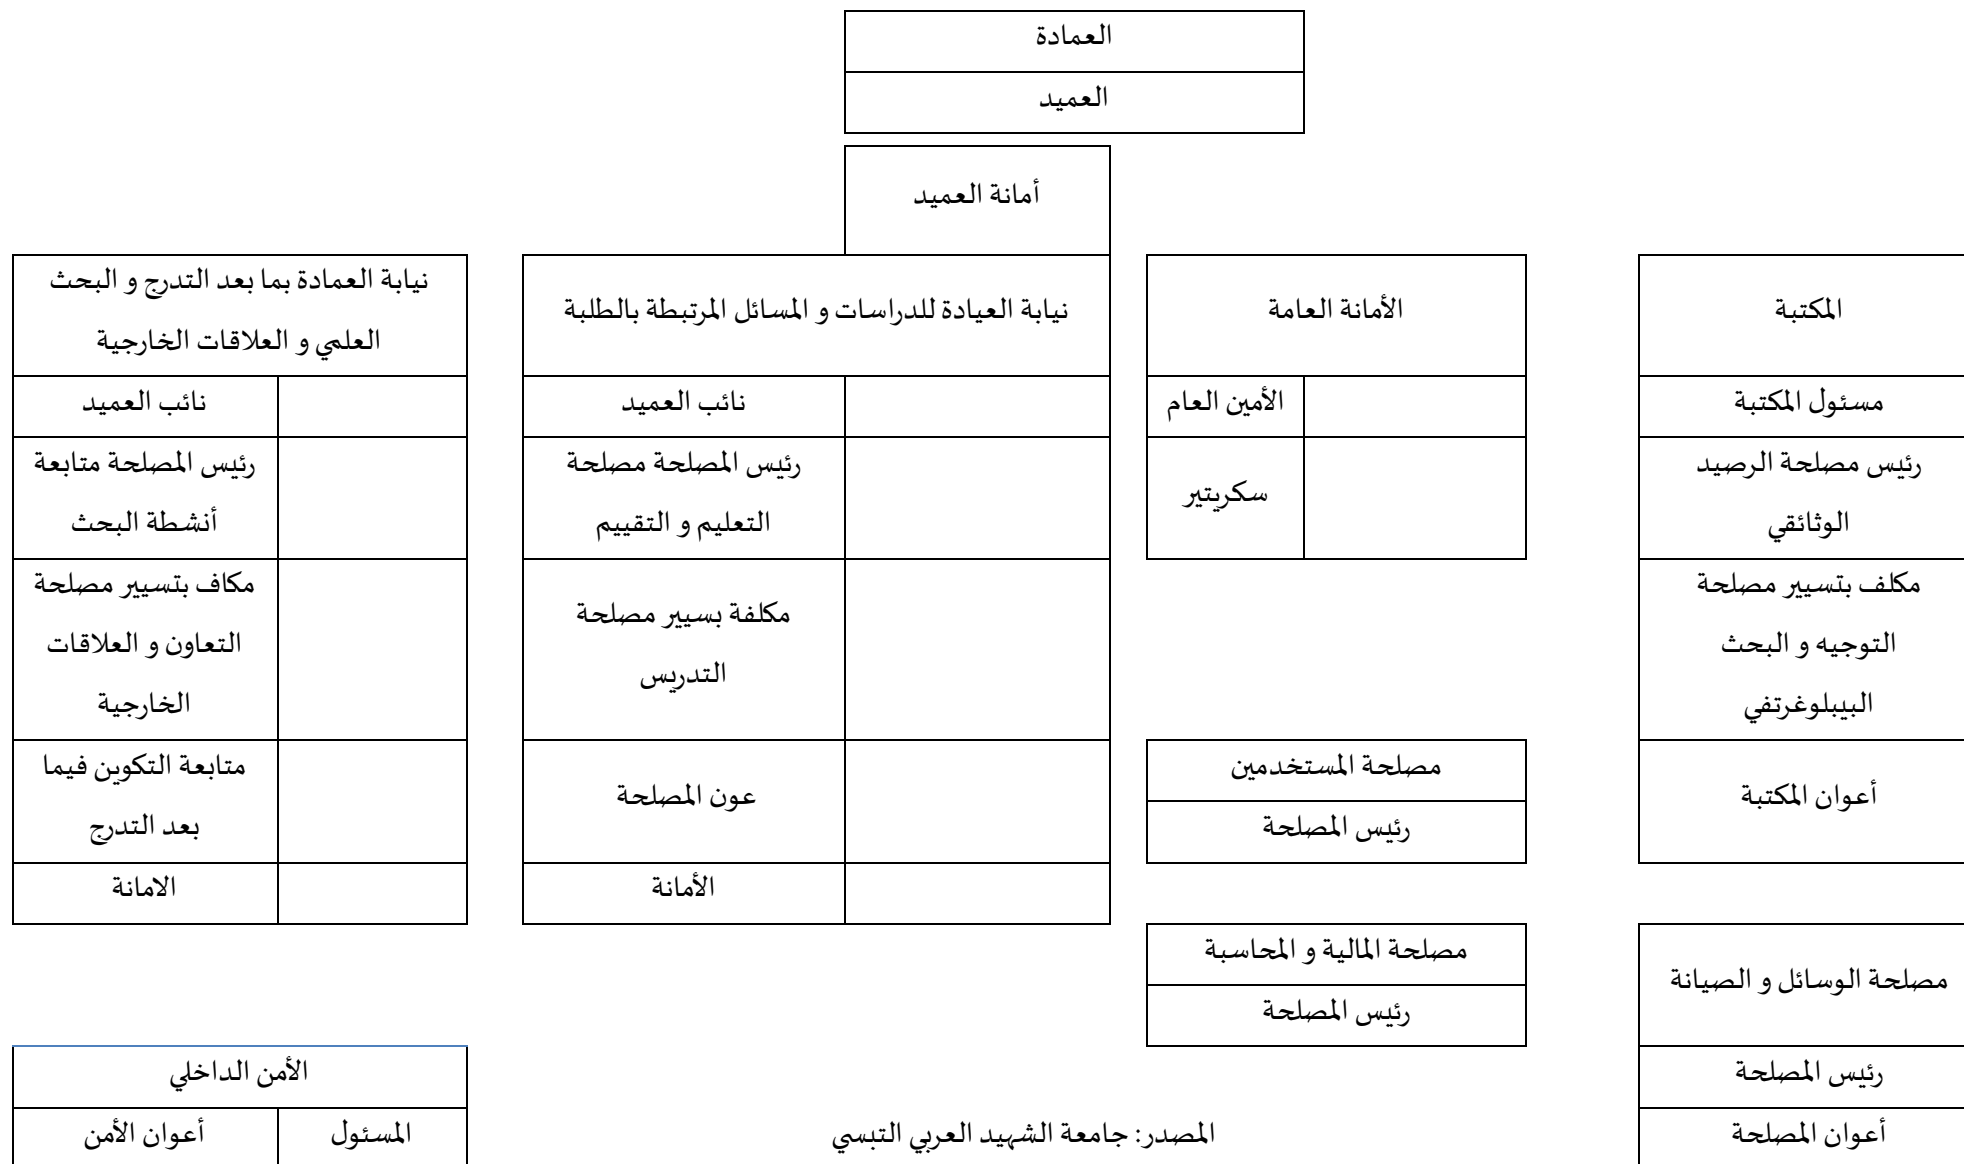 العمادة
العميد
أمانة العميد
المكتبة
مسئول المكتبة
رئيس مصلحة الرصيد
الوثائقي
مكلف بتسيير مصلحة
التوجيه و البحث
البيبلوغرتفي
أعوان المكتبة
الأمانة العامة
الأمين العام
سكريتير
مصلحة المستخدمين
رئيس المصلحة
نيابة العيادة للدراسات و المسائل المرتبطة بالطلبة
نائب العميد
رئيس المصلحة مصلحة
التعليم و التقييم
مكلفة بسيير مصلحة
التدريس
عون المصلحة
الأمانة
نيابة العمادة بما بعد التدرج و البحث
العلمي و العلاقات الخارجية
نائب العميد
رئيس المصلحة متابعة
أنشطة البحث
مكاف بتسيير مصلحة
التعاون و العلاقات
الخارجية
متابعة التكوين فيما
بعد التدرج
الامانة
مصلحة الوسائل و الصيانة
رئيس المصلحة
أعوان المصلحة
مصلحة المالية و المحاسبة
رئيس المصلحة
الأمن الداخلي
المسئول
أعوان الأمن
المصدر: جامعة الشهيد العربي التبسي